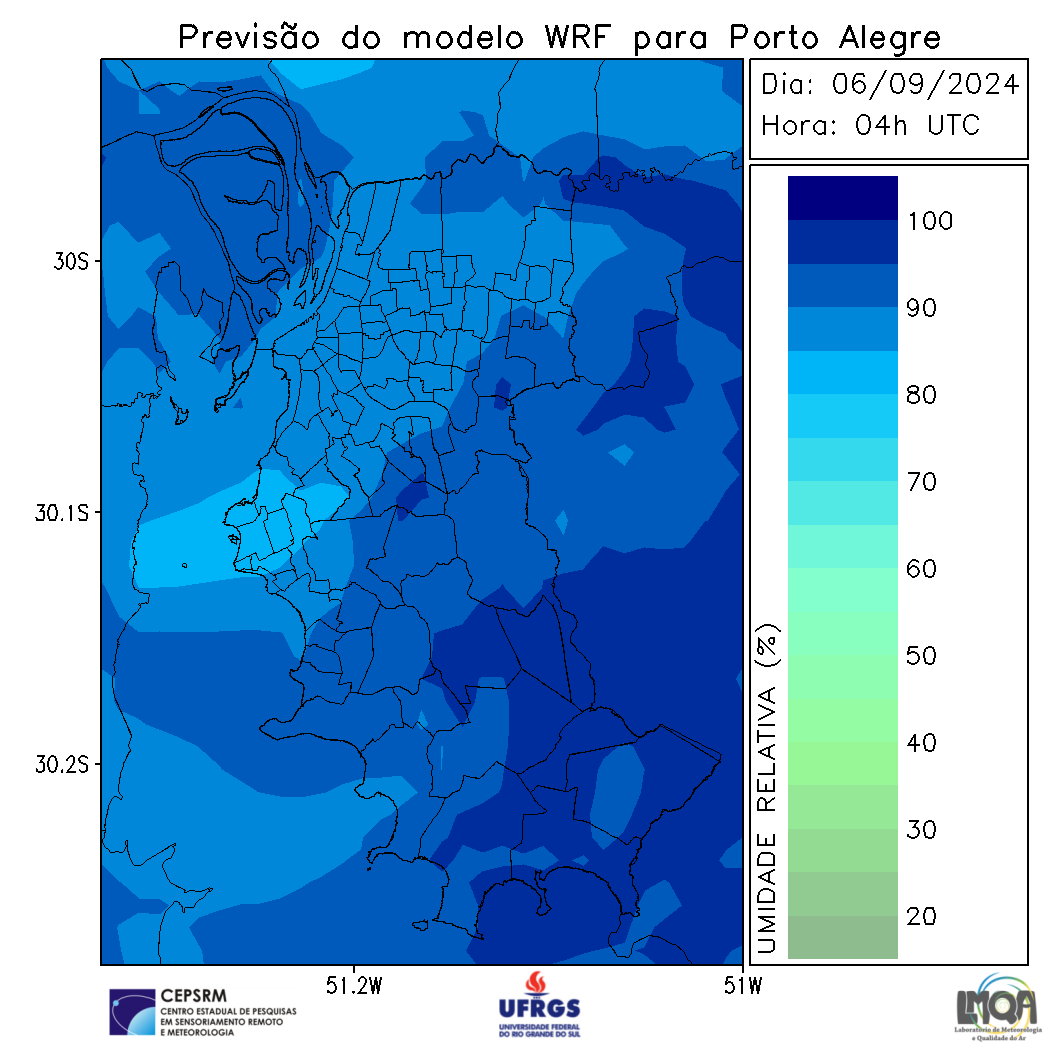 Previsão do modelo WRF para Porto Alegre
Dia: 06/09/2024
Hora: 04h UTC
30S
30.1S
30.2S
51.2W
51W
100
90
80
70
60
50
40
30
20
UMIDADE RELATIVA (%)
CEPSRM
CENTRO ESTADUAL DE PESQUISAS
EM SENSORIAMENTO REMOTO
E METEOROLOGIA
UFRGS
UNIVERSIDADE FEDERAL
DO RIO GRANDE DO SUL
LMQA
Laboratório de Meteorologia
e Qualidade do Ar